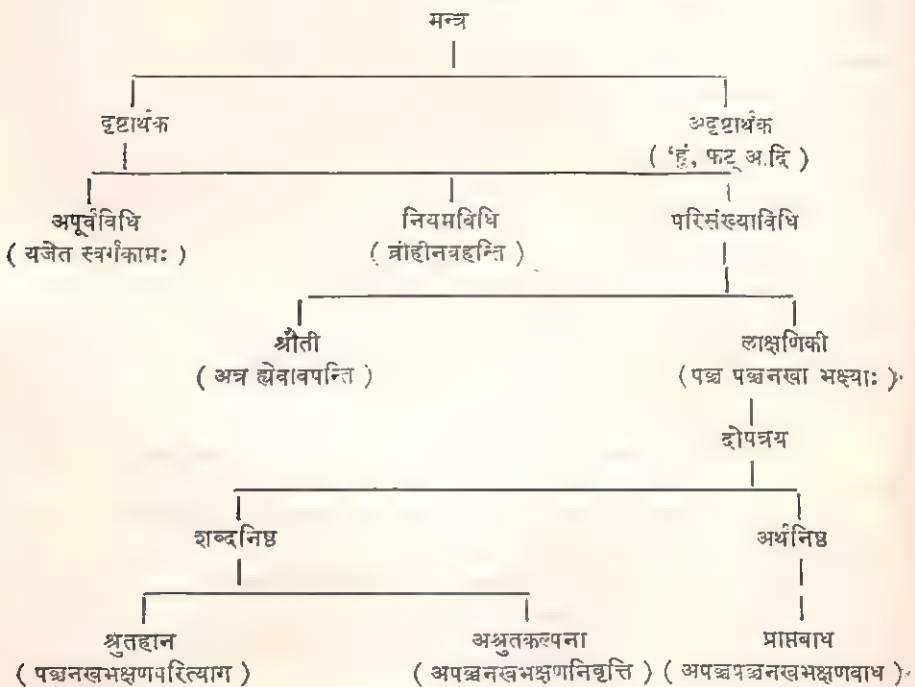 मन्त्र
दृष्टार्थक अदृष्टार्थक
( 'हुं, फट् आदि )
अपूर्वविधि नियमविधि परिसंख्याविधि
( यजेत स्वर्गकामः ) ( व्रीहीनवहन्ति )
श्रौती लाक्षणिकी
( अत्र ह्येवावपन्ति ) ( पञ्च पञ्चनखा भक्ष्याः )
दोषत्रय
शब्दनिष्ठ अर्थनिष्ठ
श्रुतहान अश्रुतकल्पना प्राप्तबाध
( पञ्चनखभक्षणपरित्याग ) ( अपञ्चनखभक्षणनिवृत्ति ) ( अपञ्चपञ्चनखभक्षणबाध )